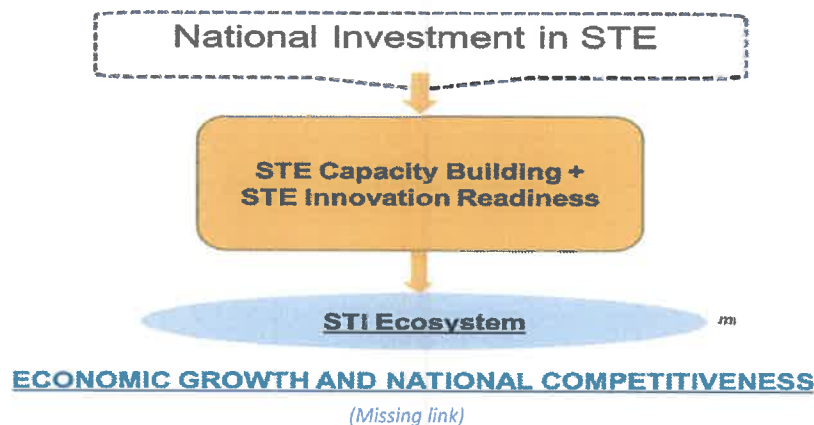 National Investment in STE
STE Capacity Building +
STE Innovation Readiness
STI Ecosystem
ECONOMIC GROWTH AND NATIONAL COMPETITIVENESS
(Missing link)